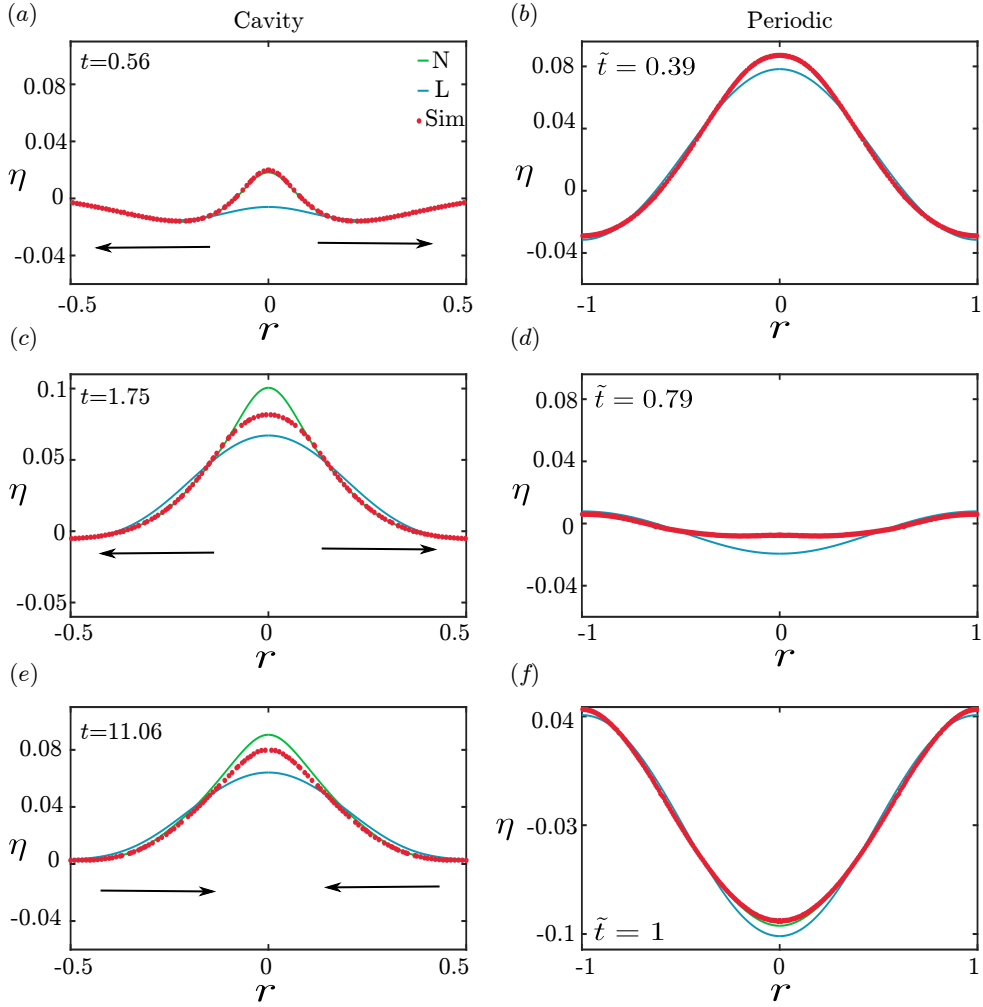 (a) Cavity
t=0.56
N
L
Sim
0.08
0.04
0
-0.04
η
-0.5 0 0.5
r
(b) Periodic
t̃ = 0.39
0.08
0.04
0
-0.04
η
-1 0 1
r
(c)
t=1.75
0.1
0.05
0
-0.05
η
-0.5 0 0.5
r
(d)
t̃ = 0.79
0.08
0.04
0
-0.04
η
-1 0 1
r
(e)
t=11.06
0.08
0.04
0
-0.04
η
-0.5 0 0.5
r
(f)
0.04
-0.03
-0.1
η
t̃ = 1
-1 0 1
r